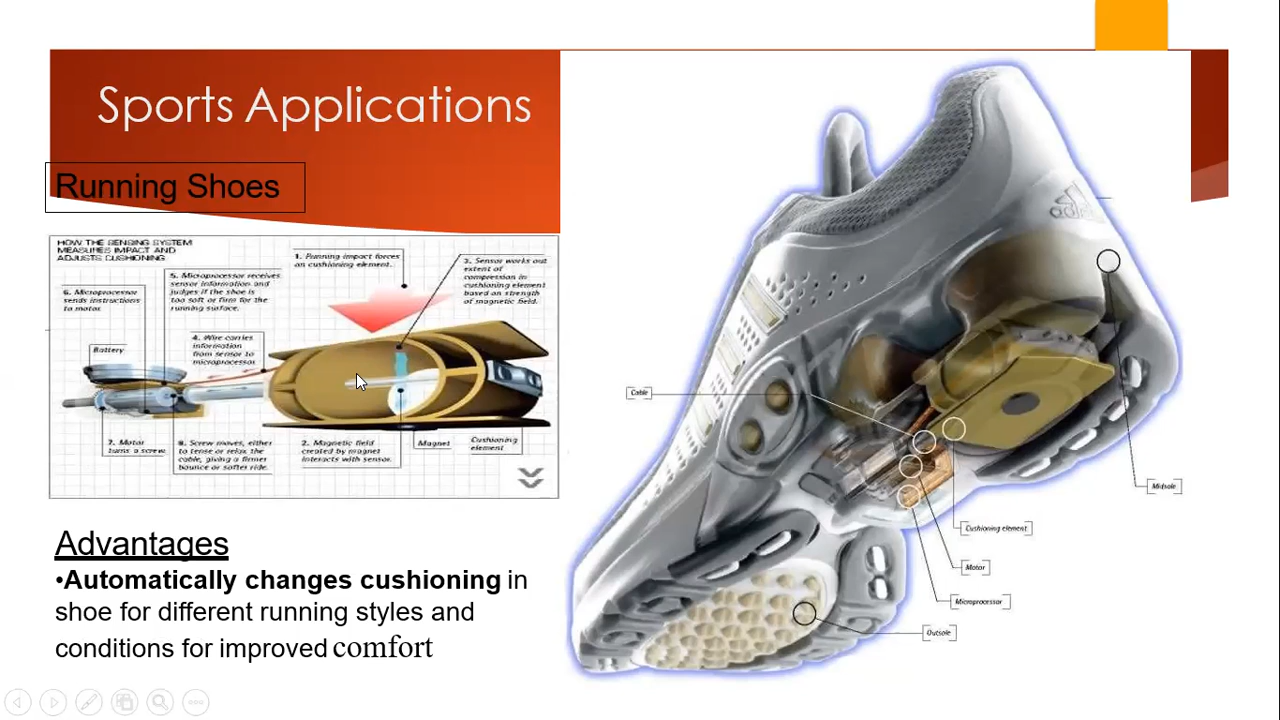 Sports Applications
Running Shoes
HOW THE SENSING SYSTEM
MEASURES IMPACT AND
ADJUSTS CUSHIONING
1. Running impact forces
on cushioning element.
3. Sensor works out
extent of
compression in
cushioning element
based on strength
of magnetic field.
5. Microprocessor receives
sensor information and
judges if the shoe is
too soft or firm for the
running surface.
6. Microprocessor
sends instructions
to motor.
4. Wire carries
information
from sensor to
microprocessor.
Battery
7. Motor
turns a screw.
8. Screw moves, either
to tense or relax the
cable, giving a firmer
bounce or softer ride.
2. Magnetic field
created by magnet
interacts with sensor.
Magnet
Cushioning
element
Advantages
•Automatically changes cushioning in
shoe for different running styles and
conditions for improved comfort
adidas
Cable
Midsole
Cushioning element
Motor
Microprocessor
Outsole